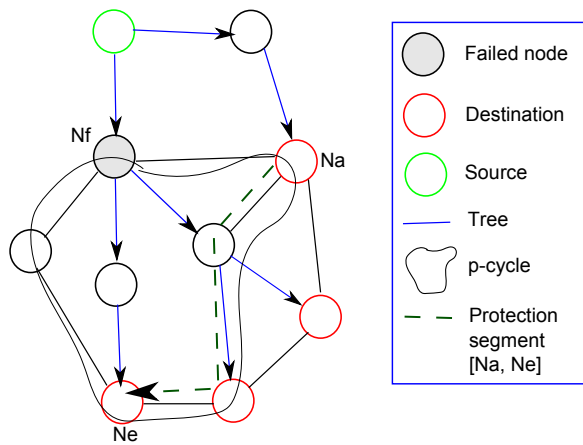 Nf
Na
Ne
Failed node
Destination
Source
Tree
p-cycle
Protection
segment
[Na, Ne]